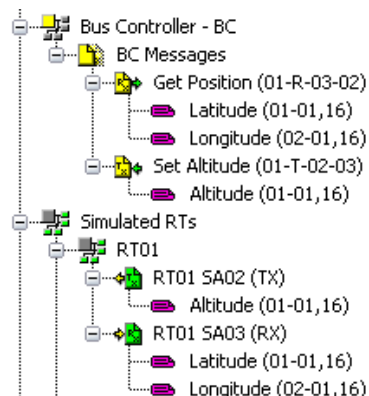 Bus Controller - BC
BC Messages
Get Position (01-R-03-02)
Latitude (01-01,16)
Longitude (02-01,16)
Set Altitude (01-T-02-03)
Altitude (01-01,16)
Simulated RTs
RT01
RT01 SA02 (TX)
Altitude (01-01,16)
RT01 SA03 (RX)
Latitude (01-01,16)
Longitude (02-01,16)